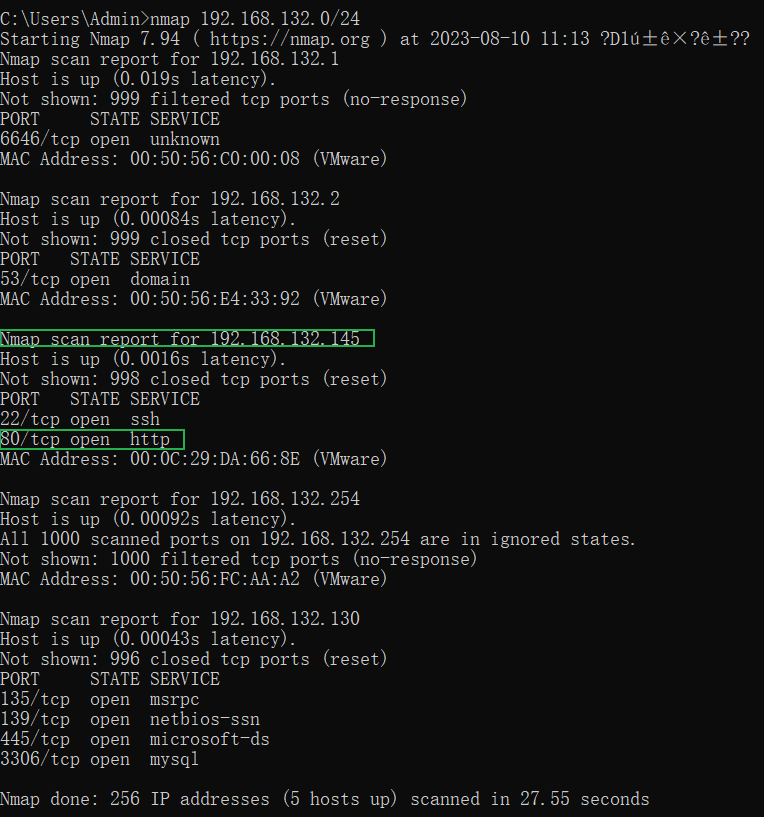 C:\Users\Admin>nmap 192.168.132.0/24
Starting Nmap 7.94 ( https://nmap.org ) at 2023-08-10 11:13 ?D1ú±ê×?ê±??
Nmap scan report for 192.168.132.1
Host is up (0.019s latency).
Not shown: 999 filtered tcp ports (no-response)
PORT     STATE SERVICE
6646/tcp open  unknown
MAC Address: 00:50:56:C0:00:08 (VMware)
Nmap scan report for 192.168.132.2
Host is up (0.00084s latency).
Not shown: 999 closed tcp ports (reset)
PORT   STATE SERVICE
53/tcp open  domain
MAC Address: 00:50:56:E4:33:92 (VMware)
Nmap scan report for 192.168.132.145
Host is up (0.0016s latency).
Not shown: 998 closed tcp ports (reset)
PORT   STATE SERVICE
22/tcp open  ssh
80/tcp open  http
MAC Address: 00:0C:29:DA:66:8E (VMware)
Nmap scan report for 192.168.132.254
Host is up (0.00092s latency).
All 1000 scanned ports on 192.168.132.254 are in ignored states.
Not shown: 1000 filtered tcp ports (no-response)
MAC Address: 00:50:56:FC:AA:A2 (VMware)
Nmap scan report for 192.168.132.130
Host is up (0.00043s latency).
Not shown: 996 closed tcp ports (reset)
PORT     STATE SERVICE
135/tcp  open  msrpc
139/tcp  open  netbios-ssn
445/tcp  open  microsoft-ds
3306/tcp open  mysql
Nmap done: 256 IP addresses (5 hosts up) scanned in 27.55 seconds